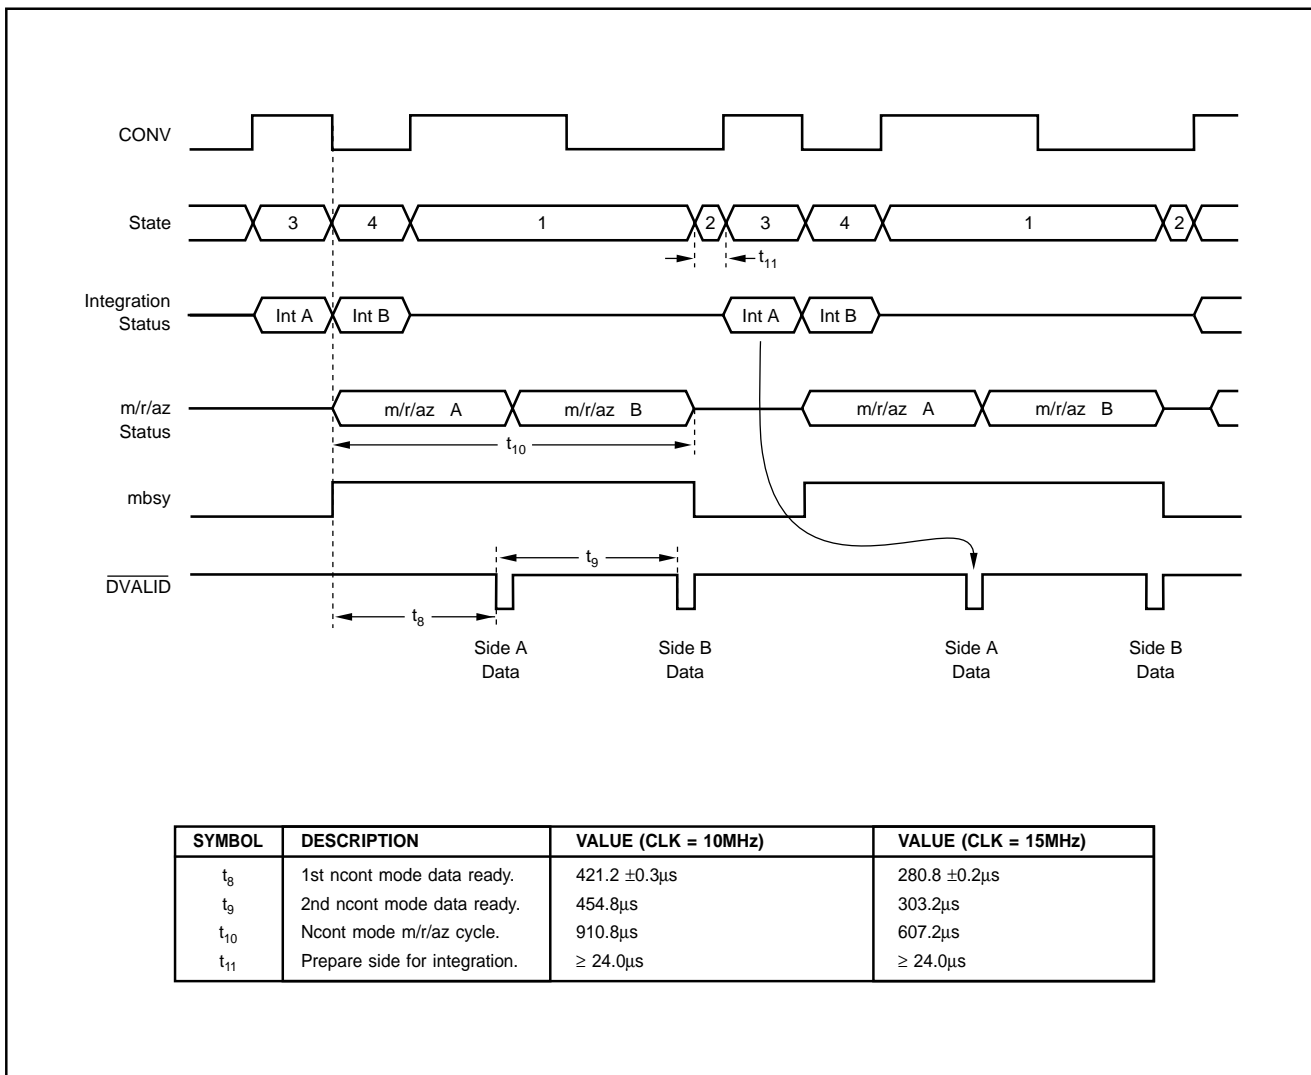 CONV
State
3 4 1 2 3 4 1 2
t11
Integration
Status
Int A Int B Int A Int B
m/r/az
Status
m/r/az A m/r/az B m/r/az A m/r/az B
t10
mbsy
t9
DVALID
t8
Side A
Data
Side B
Data
Side A
Data
Side B
Data
SYMBOL DESCRIPTION VALUE (CLK = 10MHz) VALUE (CLK = 15MHz)
t8 1st ncont mode data ready. 421.2 ±0.3µs 280.8 ±0.2µs
t9 2nd ncont mode data ready. 454.8µs 303.2µs
t10 Ncont mode m/r/az cycle. 910.8µs 607.2µs
t11 Prepare side for integration. ≥ 24.0µs ≥ 24.0µs